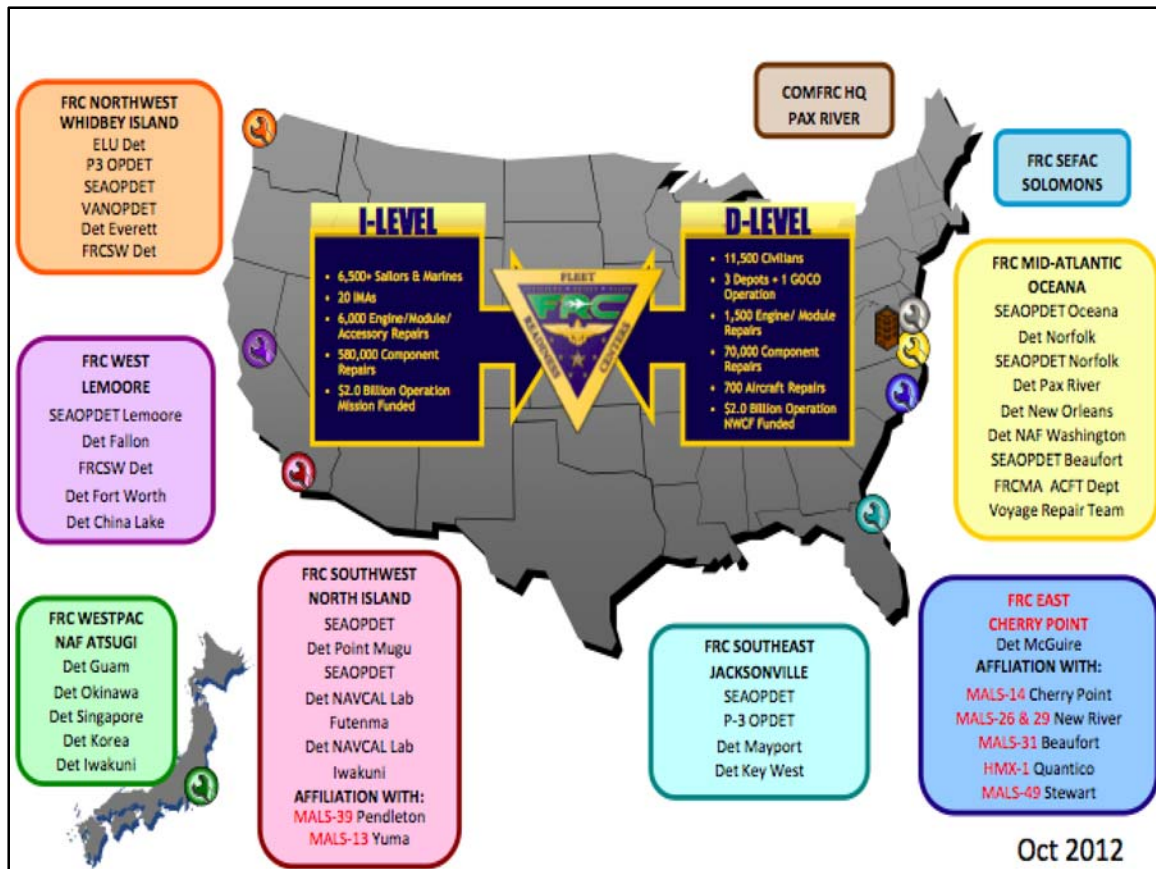 FRC NORTHWEST
WHIDBEY ISLAND
ELU Det
P3 OPDET
SEAOPDET
VANOPDET
Det Everett
FRCSW Det
COMFRC HQ
PAX RIVER
FRC SEFAC
SOLOMONS
I-LEVEL
• 6,500+ Sailors & Marines
• 20 IMAs
• 6,000 Engine/Module/
Accessory Repairs
• 580,000 Component
Repairs
• $2.0 Billion Operation
Mission Funded
FLEET
FRC
READINESS
CENTERS
D-LEVEL
• 11,500 Civilians
• 3 Depots + 1 GOCO
Operation
• 1,500 Engine/ Module
Repairs
• 70,000 Component
Repairs
• 700 Aircraft Repairs
• $2.0 Billion Operation
NWCF Funded
FRC MID-ATLANTIC
OCEANA
SEAOPDET Oceana
Det Norfolk
SEAOPDET Norfolk
Det Pax River
Det New Orleans
Det NAF Washington
SEAOPDET Beaufort
FRCMA ACFT Dept
Voyage Repair Team
FRC WEST
LEMOORE
SEAOPDET Lemoore
Det Fallon
FRCSW Det
Det Fort Worth
Det China Lake
FRC WESTPAC
NAF ATSUGI
Det Guam
Det Okinawa
Det Singapore
Det Korea
Det Iwakuni
FRC SOUTHWEST
NORTH ISLAND
SEAOPDET
Det Point Mugu
SEAOPDET
Det NAVCAL Lab
Futenma
Det NAVCAL Lab
Iwakuni
AFFILIATION WITH:
MALS-39 Pendleton
MALS-13 Yuma
FRC SOUTHEAST
JACKSONVILLE
SEAOPDET
P-3 OPDET
Det Mayport
Det Key West
FRC EAST
CHERRY POINT
Det McGuire
AFFLIATION WITH:
MALS-14 Cherry Point
MALS-26 & 29 New River
MALS-31 Beaufort
HMX-1 Quantico
MALS-49 Stewart
Oct 2012